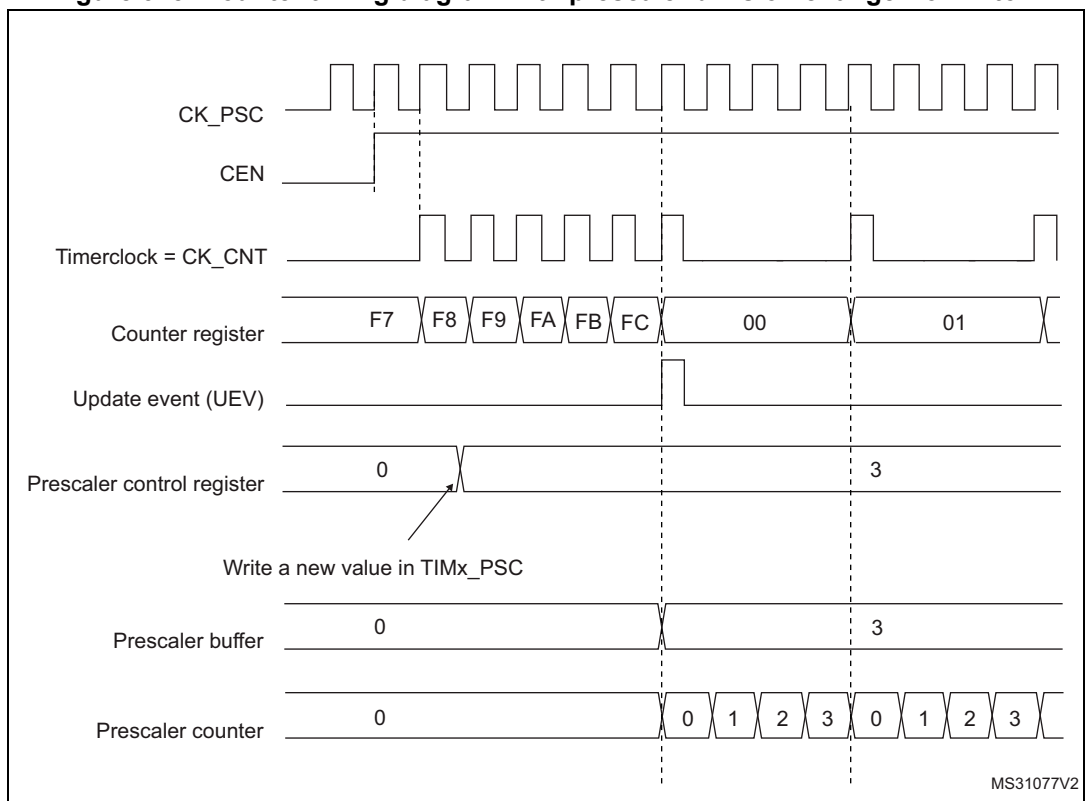 CK_PSC
CEN
Timerclock = CK_CNT
Counter register F7 F8 F9 FA FB FC 00 01
Update event (UEV)
Prescaler control register 0 3
Write a new value in TIMx_PSC
Prescaler buffer 0 3
Prescaler counter 0 0 1 2 3 0 1 2 3
MS31077V2